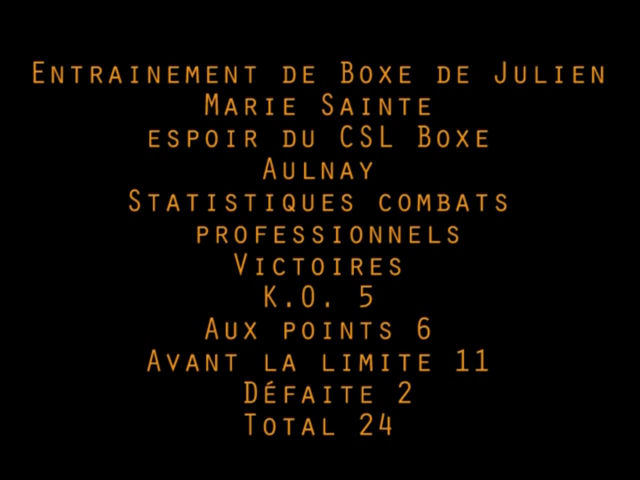 Entrainement de Boxe de Julien
Marie Sainte
espoir du CSL Boxe
Aulnay
Statistiques combats
professionnels
Victoires
K.O. 5
Aux points 6
Avant la limite 11
Défaite 2
Total 24